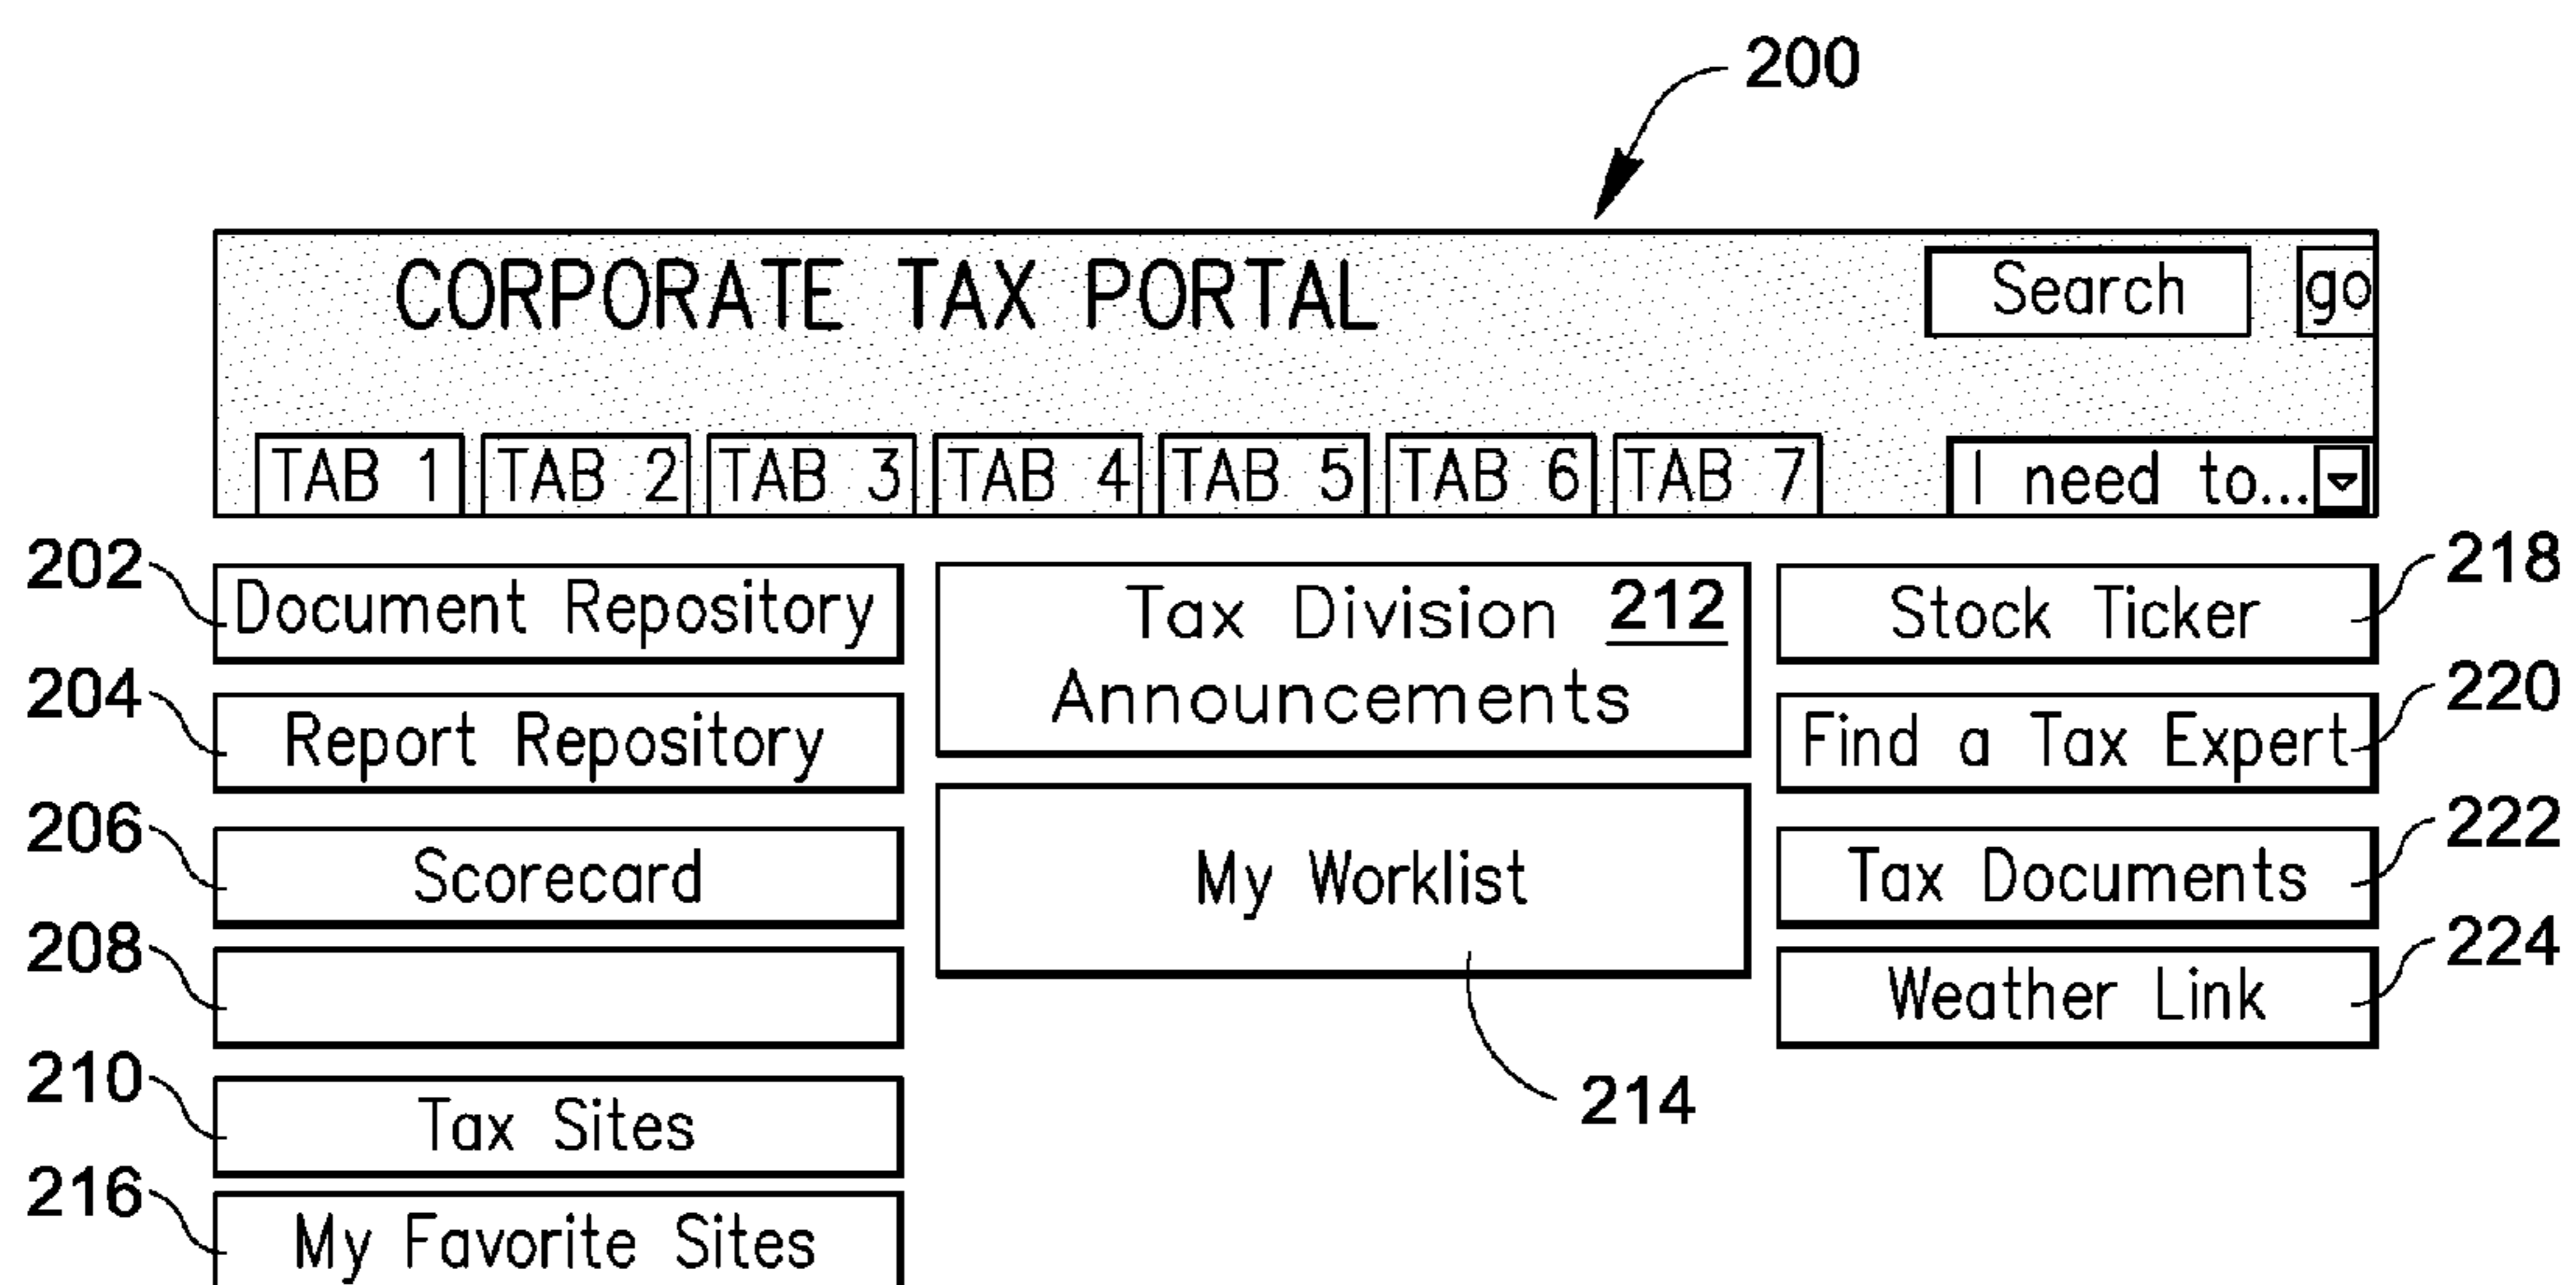 200
CORPORATE TAX PORTAL
Search
go
TAB 1 TAB 2 TAB 3 TAB 4 TAB 5 TAB 6 TAB 7
I need to...
202
Document Repository
204
Report Repository
206
Scorecard
208
210
Tax Sites
216
My Favorite Sites
Tax Division 212
Announcements
My Worklist
214
Stock Ticker
218
Find a Tax Expert
220
Tax Documents
222
Weather Link
224